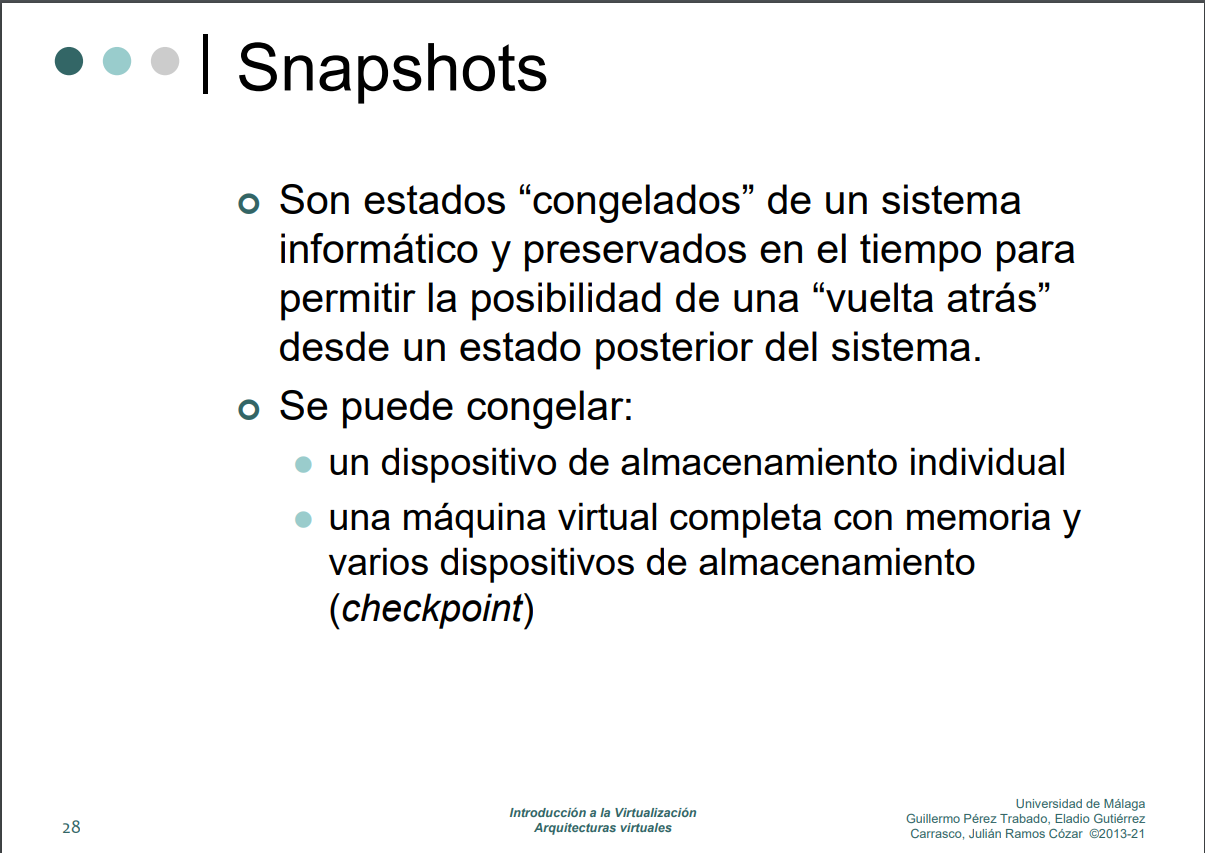 Snapshots
Son estados “congelados” de un sistema
informático y preservados en el tiempo para
permitir la posibilidad de una “vuelta atrás”
desde un estado posterior del sistema.
Se puede congelar:
un dispositivo de almacenamiento individual
una máquina virtual completa con memoria y
varios dispositivos de almacenamiento
(checkpoint)
28
Introducción a la Virtualización
Arquitecturas virtuales
Universidad de Málaga
Guillermo Pérez Trabado, Eladio Gutiérrez
Carrasco, Julián Ramos Cózar ©2013-21